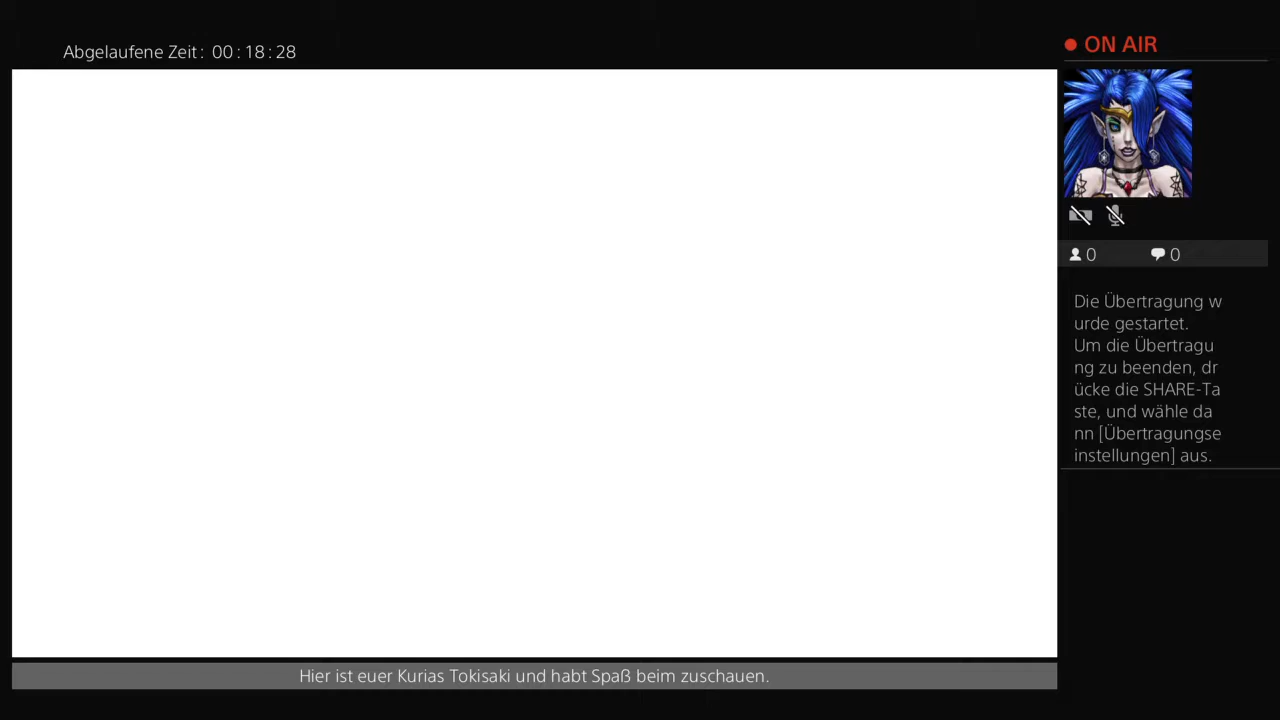 Abgelaufene Zeit: 00:18:28
ON AIR
0 0
Die Übertragung w
urde gestartet.
Um die Übertragu
ng zu beenden, dr
ücke die SHARE-Ta
ste, und wähle da
nn [Übertragungse
instellungen] aus.
Hier ist euer Kurias Tokisaki und habt Spaß beim zuschauen.